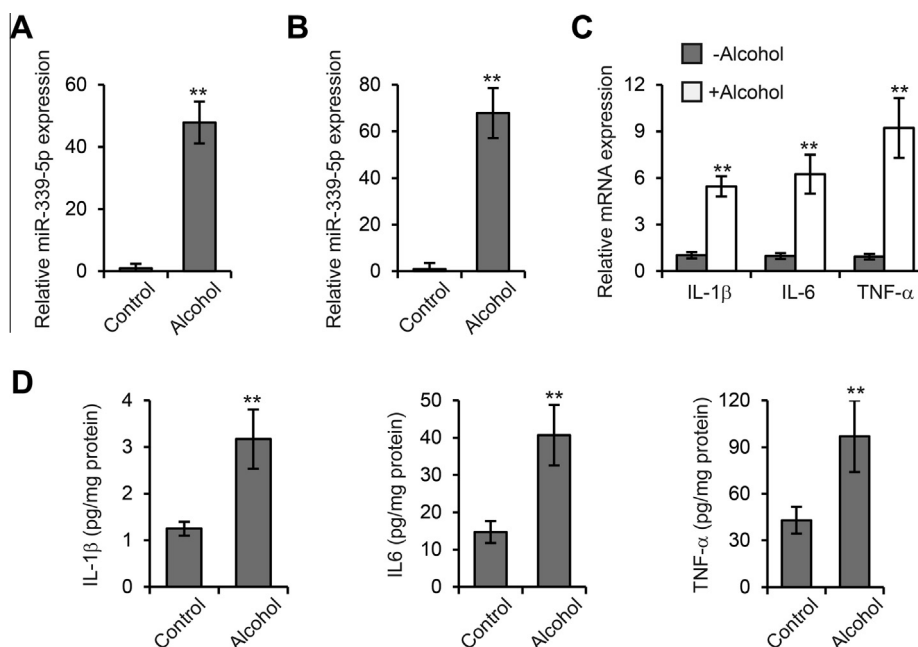 A
Relative miR-339-5p expression
60
40
20
0
**
Control
Alcohol
B
Relative miR-339-5p expression
80
60
40
20
0
**
Control
Alcohol
C
-Alcohol
+Alcohol
Relative mRNA expression
12
9
6
3
0
**
**
**
IL-1β
IL-6
TNF-α
D
IL-1β (pg/mg protein)
4
3
2
1
0
**
Control
Alcohol
IL6 (pg/mg protein)
50
40
30
20
10
0
**
Control
Alcohol
TNF-α (pg/mg protein)
120
90
60
30
0
**
Control
Alcohol